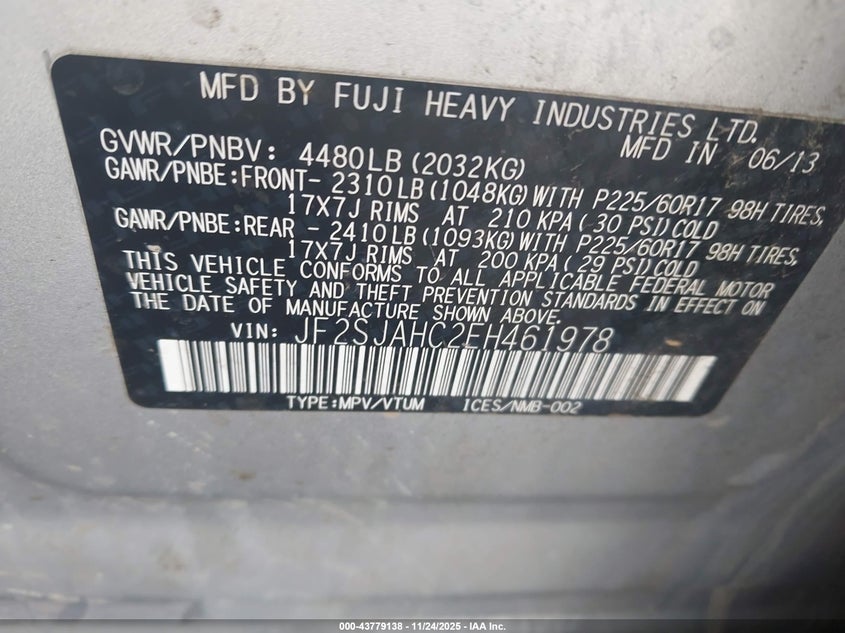 MFD BY FUJI HEAVY INDUSTRIES LTD.
GVWR/PNBV: 4480LB (2032KG) MFD IN 06/13
GAWR/PNBE:FRONT- 2310LB (1048KG) WITH P225/60R17 98H TIRES,
17X7J RIMS AT 210 KPA ( 30 PSI) COLD
GAWR/PNBE:REAR - 2410LB (1093KG) WITH P225/60R17 98H TIRES,
17X7J RIMS AT 200 KPA ( 29 PSI) COLD
THIS VEHICLE CONFORMS TO ALL APPLICABLE FEDERAL MOTOR
VEHICLE SAFETY AND THEFT PREVENTION STANDARDS IN EFFECT ON
THE DATE OF MANUFACTURE SHOWN ABOVE.
VIN: JF2SJAHC2EH461978
TYPE:MPV/VTUM ICES/NMB-002
000-43779138 - 11/24/2025 - IAA Inc.